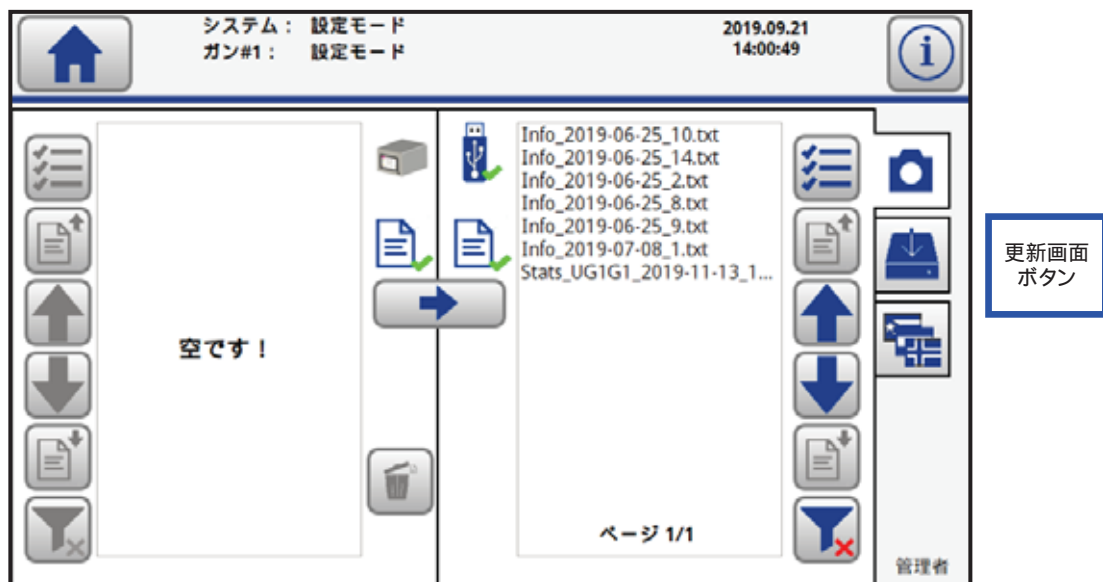 システム： 設定モード
ガン#1： 設定モード
2019.09.21
14:00:49
空です！
Info_2019-06-25_10.txt
Info_2019-06-25_14.txt
Info_2019-06-25_2.txt
Info_2019-06-25_8.txt
Info_2019-06-25_9.txt
Info_2019-07-08_1.txt
Stats_UG1G1_2019-11-13_1...
ページ 1/1
管理者
更新画面
ボタン